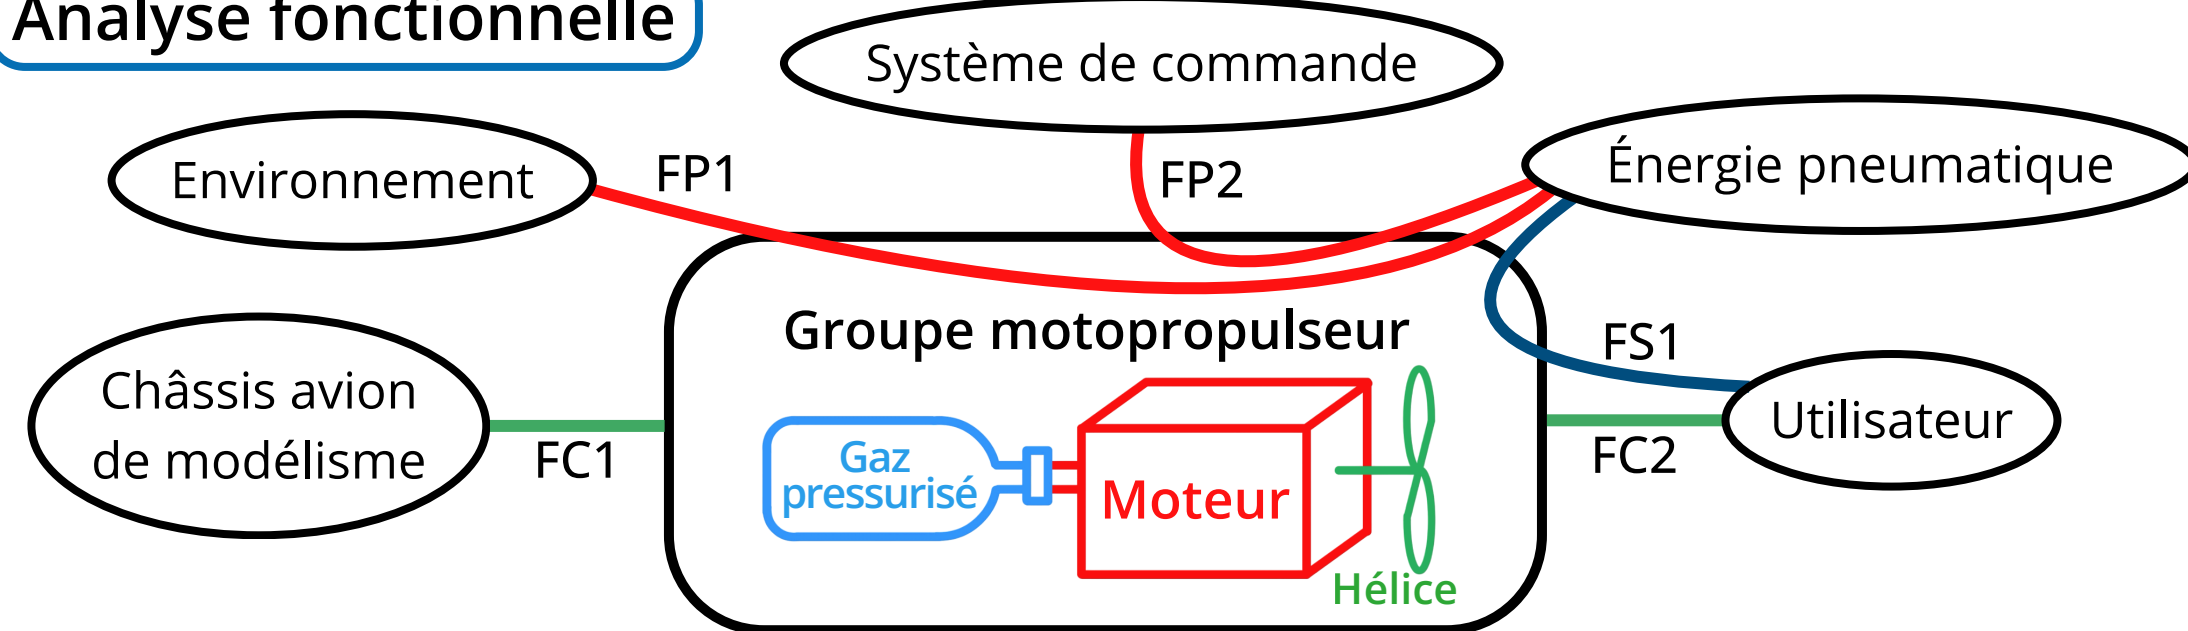 Analyse fonctionnelle
Système de commande
Environnement
FP1
FP2
Énergie pneumatique
Groupe motopropulseur
FS1
Châssis avion
de modélisme
FC1
Gaz
pressurisé
Moteur
Hélice
Utilisateur
FC2